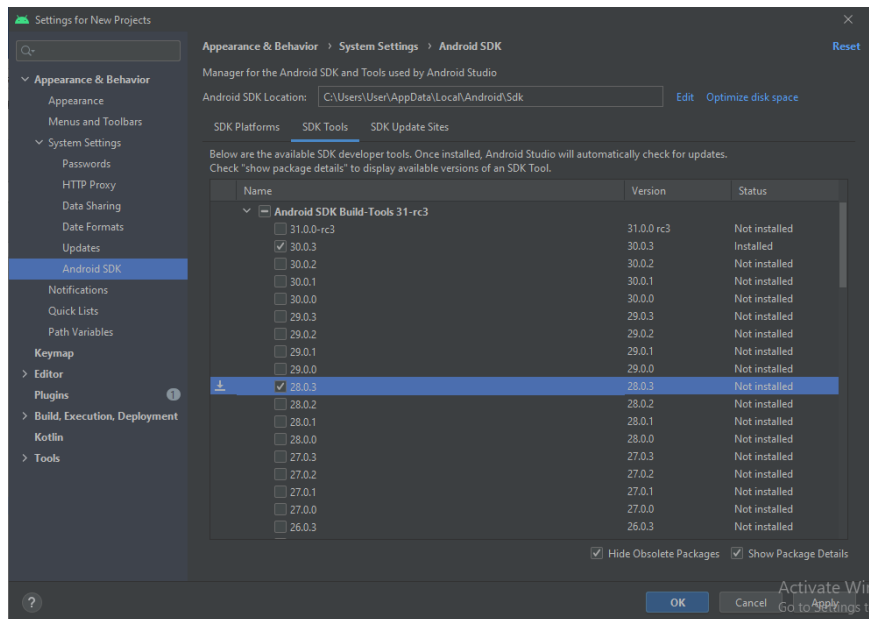 Settings for New Projects
Appearance & Behavior › System Settings › Android SDK Reset
Manager for the Android SDK and Tools used by Android Studio
Android SDK Location: C:\Users\User\AppData\Local\Android\Sdk Edit Optimize disk space
Appearance & Behavior
Appearance
Menus and Toolbars
System Settings
Passwords
HTTP Proxy
Data Sharing
Date Formats
Updates
Android SDK
Notifications
Quick Lists
Path Variables
Keymap
Editor
Plugins 1
Build, Execution, Deployment
Kotlin
Tools
SDK Platforms SDK Tools SDK Update Sites
Below are the available SDK developer tools. Once installed, Android Studio will automatically check for updates.
Check "show package details" to display available versions of an SDK Tool.
Name Version Status
Android SDK Build-Tools 31-rc3
31.0.0-rc3 31.0.0 rc3 Not installed
30.0.3 30.0.3 Installed
30.0.2 30.0.2 Not installed
30.0.1 30.0.1 Not installed
30.0.0 30.0.0 Not installed
29.0.3 29.0.3 Not installed
29.0.2 29.0.2 Not installed
29.0.1 29.0.1 Not installed
29.0.0 29.0.0 Not installed
28.0.3 28.0.3 Not installed
28.0.2 28.0.2 Not installed
28.0.1 28.0.1 Not installed
28.0.0 28.0.0 Not installed
27.0.3 27.0.3 Not installed
27.0.2 27.0.2 Not installed
27.0.1 27.0.1 Not installed
27.0.0 27.0.0 Not installed
26.0.3 26.0.3 Not installed
Hide Obsolete Packages Show Package Details
? OK Cancel Apply
Activate Wi
Go to Settings t